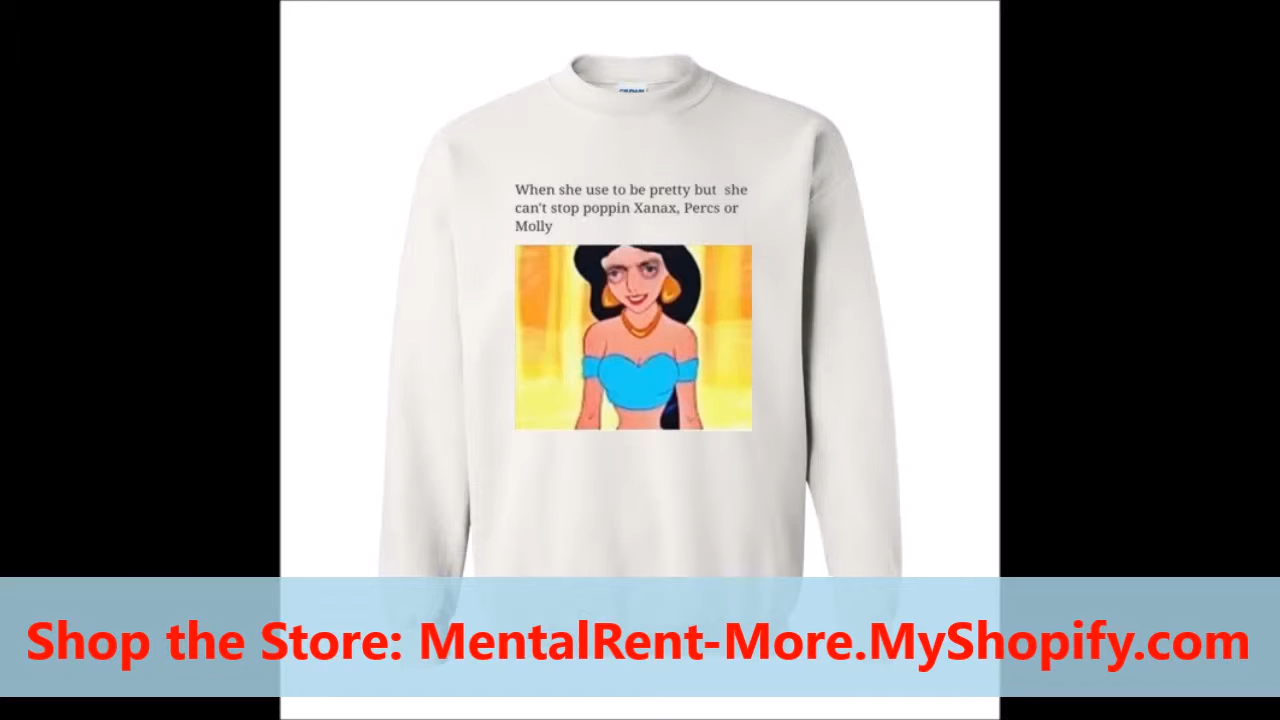 When she use to be pretty but she
can't stop poppin Xanax, Percs or
Molly
Shop the Store: MentalRent-More.MyShopify.com